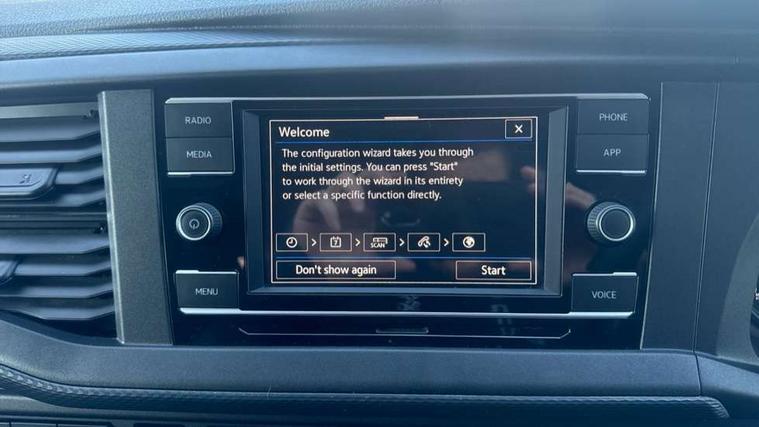 RADIO
MEDIA
MENU
Welcome
X
The configuration wizard takes you through
the initial settings. You can press "Start"
to work through the wizard in its entirety
or select a specific function directly.
> 7 > SCAN > >
Don't show again
Start
PHONE
APP
VOICE